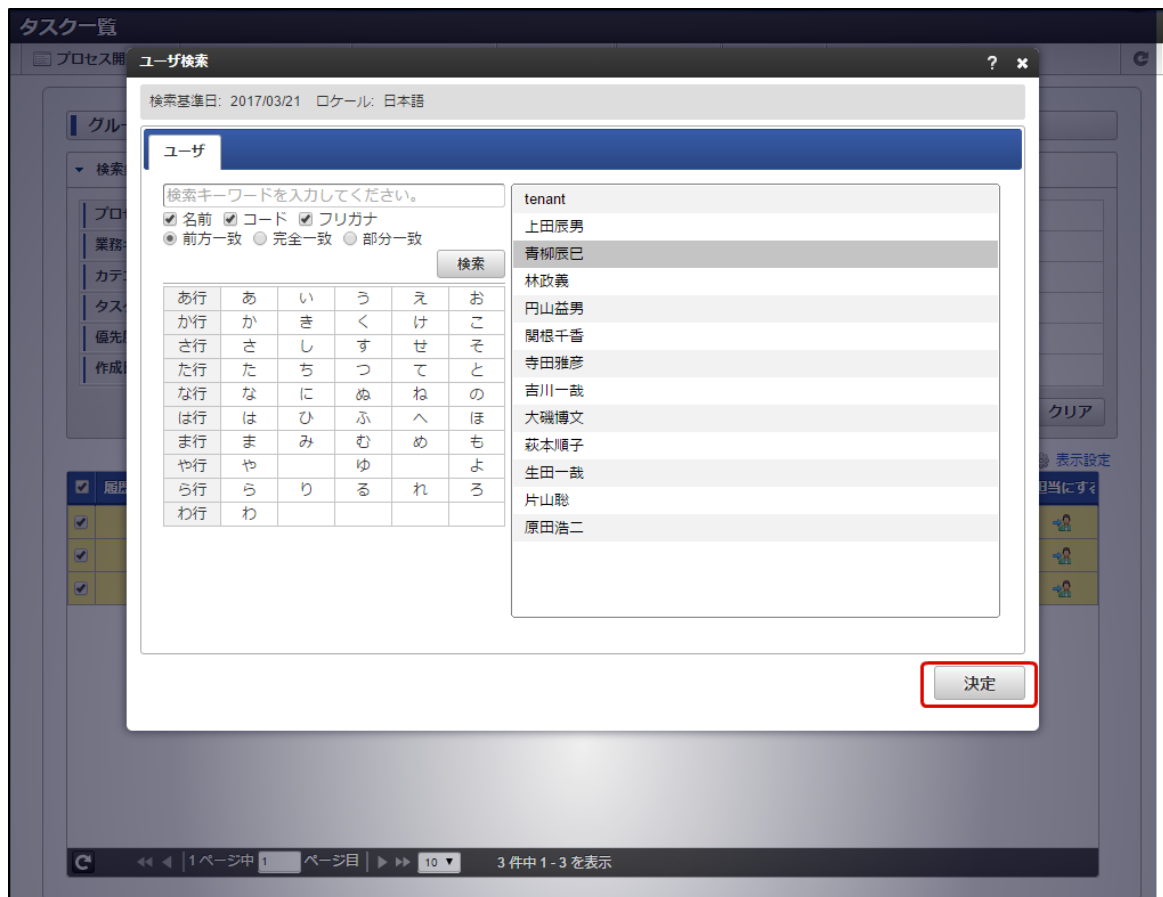 タスク一覧
プロセス開
ユーザ検索 ? ×
検索基準日: 2017/03/21 ロケール: 日本語
グルー
検索
プロ
業務
カテ
タス
優先
作成
ユーザ
検索キーワードを入力してください。
名前 コード フリガナ
前方一致 完全一致 部分一致
検索
あ行 あ い う え お
か行 か き く け こ
さ行 さ し す せ そ
た行 た ち つ て と
な行 な に ぬ ね の
は行 は ひ ふ へ ほ
ま行 ま み む め も
や行 や ゆ よ
ら行 ら り る れ ろ
わ行 わ
tenant
上田辰男
青柳辰巳
林政義
円山益男
関根千香
寺田雅彦
吉川一哉
大磯博文
萩本順子
生田一哉
片山聡
原田浩二
クリア
表示設定
履歴
担当にする
決定
1 ページ中 1 ページ目 10 3 件中 1 - 3 を表示